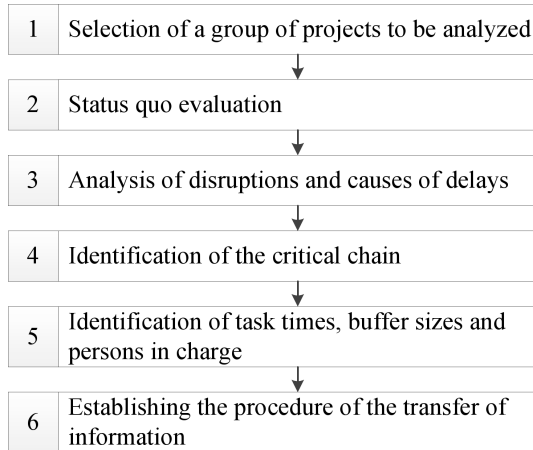 1 Selection of a group of projects to be analyzed
2 Status quo evaluation
3 Analysis of disruptions and causes of delays
4 Identification of the critical chain
5 Identification of task times, buffer sizes and
persons in charge
6 Establishing the procedure of the transfer of
information